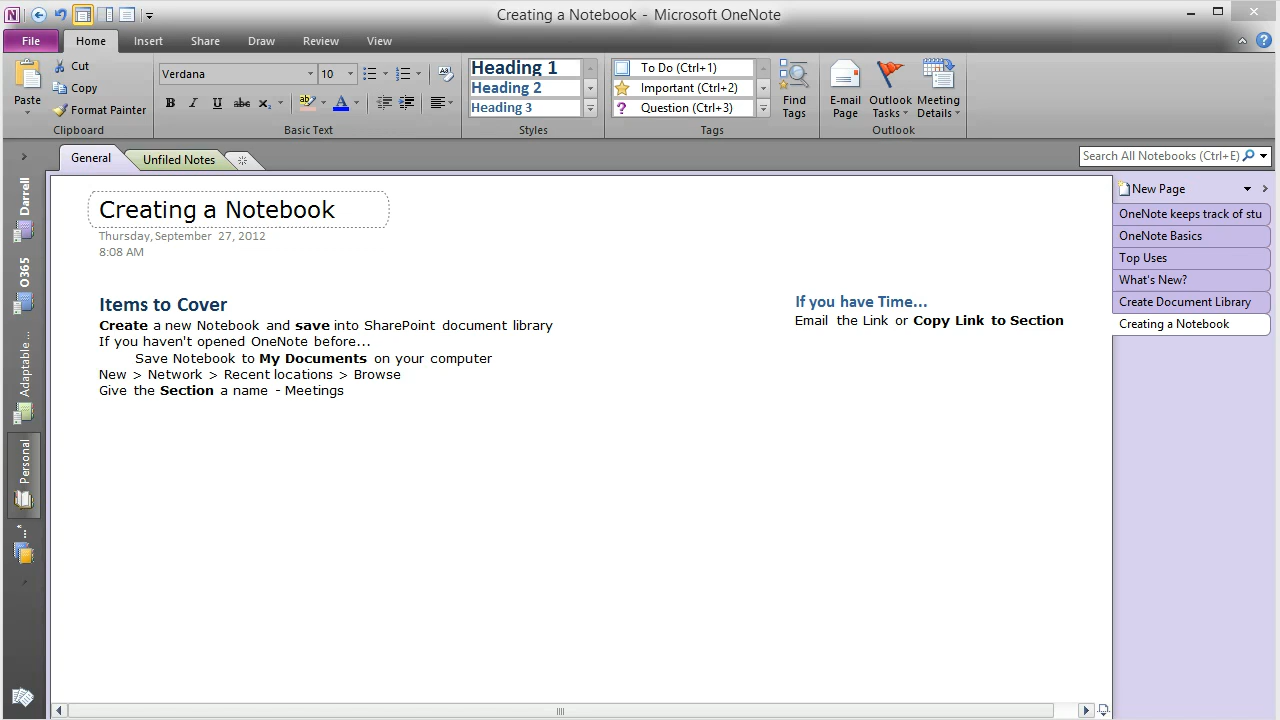 Creating a Notebook - Microsoft OneNote
File Home Insert Share Draw Review View
Paste
Cut
Copy
Format Painter
Clipboard
Verdana 10
B I U abc X₂ A
Basic Text
Heading 1
Heading 2
Heading 3
Styles
To Do (Ctrl+1)
Important (Ctrl+2)
Question (Ctrl+3)
Tags
Find Tags
E-mail Page
Outlook Tasks
Meeting Details
Outlook
General Unfiled Notes
Search All Notebooks (Ctrl+E)
Darrell
O365
Adaptable...
Personal
Creating a Notebook
Thursday, September 27, 2012
8:08 AM
Items to Cover
Create a new Notebook and save into SharePoint document library
If you haven't opened OneNote before...
Save Notebook to My Documents on your computer
New > Network > Recent locations > Browse
Give the Section a name - Meetings
If you have Time...
Email the Link or Copy Link to Section
New Page
OneNote keeps track of stu
OneNote Basics
Top Uses
What's New?
Create Document Library
Creating a Notebook